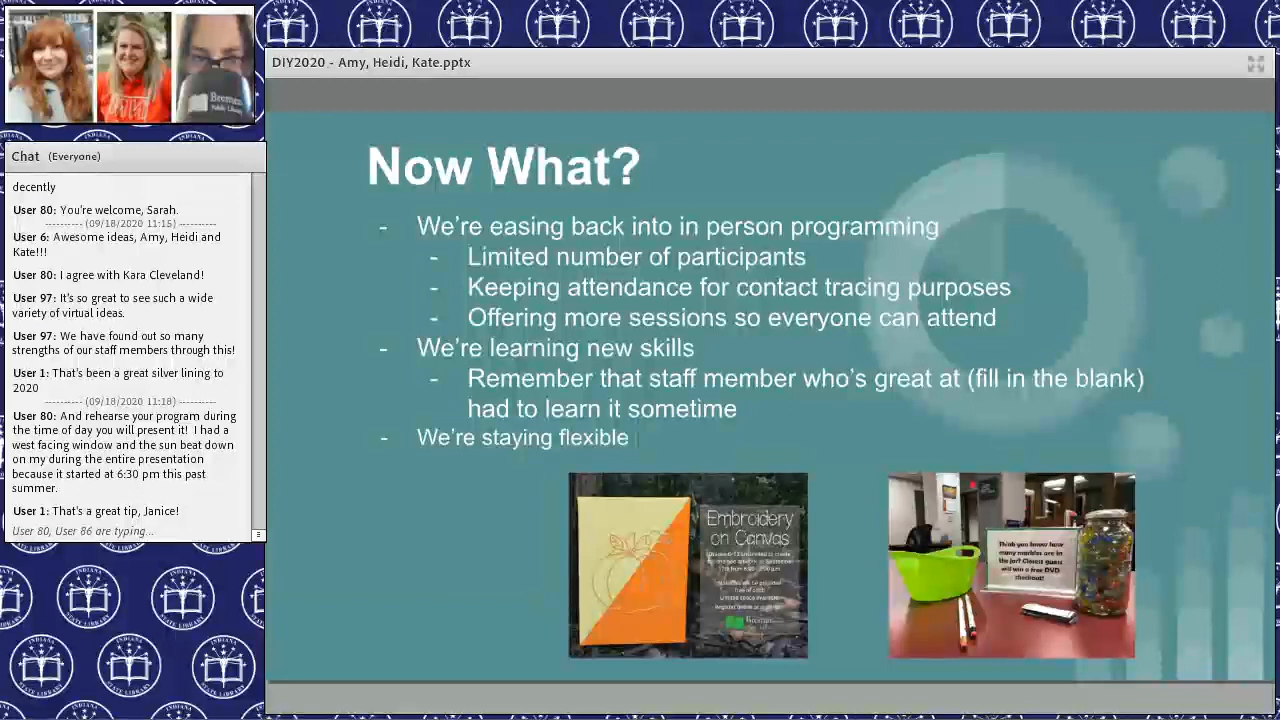 DIY2020 - Amy, Heidi, Kate.pptx
Bremen
Public Library
Chat (Everyone)
decently
User 80: You're welcome, Sarah.
---------- (09/18/2020 11:15) ----------
User 6: Awesome ideas, Amy, Heidi and
Kate!!!
User 80: I agree with Kara Cleveland!
User 97: It's so great to see such a wide
variety of virtual ideas.
User 97: We have found out so many
strengths of our staff members through this!
User 1: That's been a great silver lining to
2020
---------- (09/18/2020 11:18) ----------
User 80: And rehearse your program during
the time of day you will present it! I had a
west facing window and the sun beat down
on my during the entire presentation
because it started at 6:30 pm this past
summer.
User 1: That's a great tip, Janice!
User 80, User 86 are typing...
Now What?
- We're easing back into in person programming
- Limited number of participants
- Keeping attendance for contact tracing purposes
- Offering more sessions so everyone can attend
- We're learning new skills
- Remember that staff member who's great at (fill in the blank)
had to learn it sometime
- We're staying flexible
Embroidery
on Canvas
Bremen
Think you know how
many marbles are in
the jar? Closest guess
will win a free DVD
checkout!
INDIANA
STATE LIBRARY